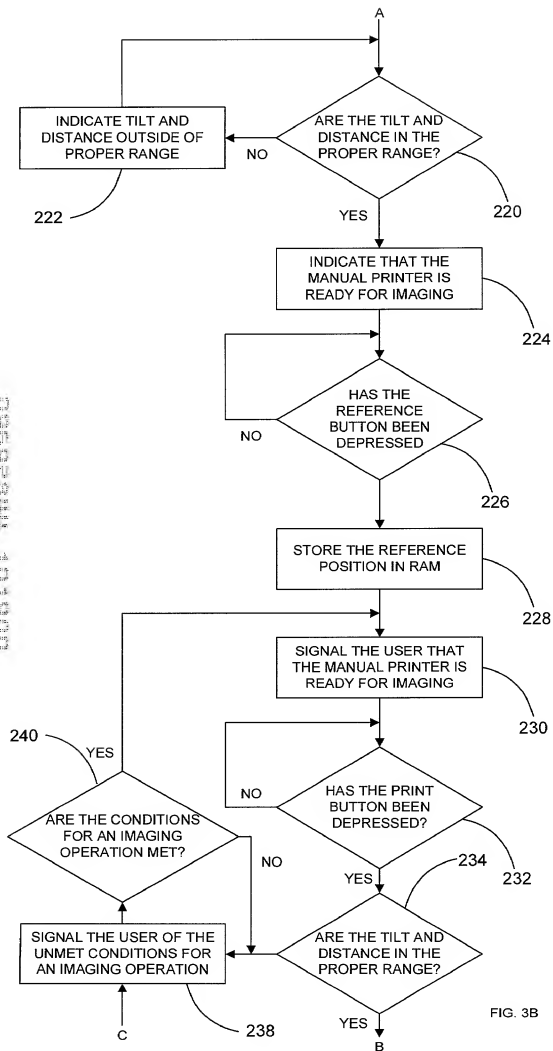 A
INDICATE TILT AND
DISTANCE OUTSIDE OF
PROPER RANGE
222
NO
ARE THE TILT AND
DISTANCE IN THE
PROPER RANGE?
220
YES
INDICATE THAT THE
MANUAL PRINTER IS
READY FOR IMAGING
224
HAS THE
REFERENCE
BUTTON BEEN
DEPRESSED
NO
226
STORE THE REFERENCE
POSITION IN RAM
228
SIGNAL THE USER THAT
THE MANUAL PRINTER IS
READY FOR IMAGING
230
240
YES
NO
HAS THE PRINT
BUTTON BEEN
DEPRESSED?
232
ARE THE CONDITIONS
FOR AN IMAGING
OPERATION MET?
NO
YES
234
SIGNAL THE USER OF THE
UNMET CONDITIONS FOR
AN IMAGING OPERATION
238
C
ARE THE TILT AND
DISTANCE IN THE
PROPER RANGE?
YES
B
FIG. 3B